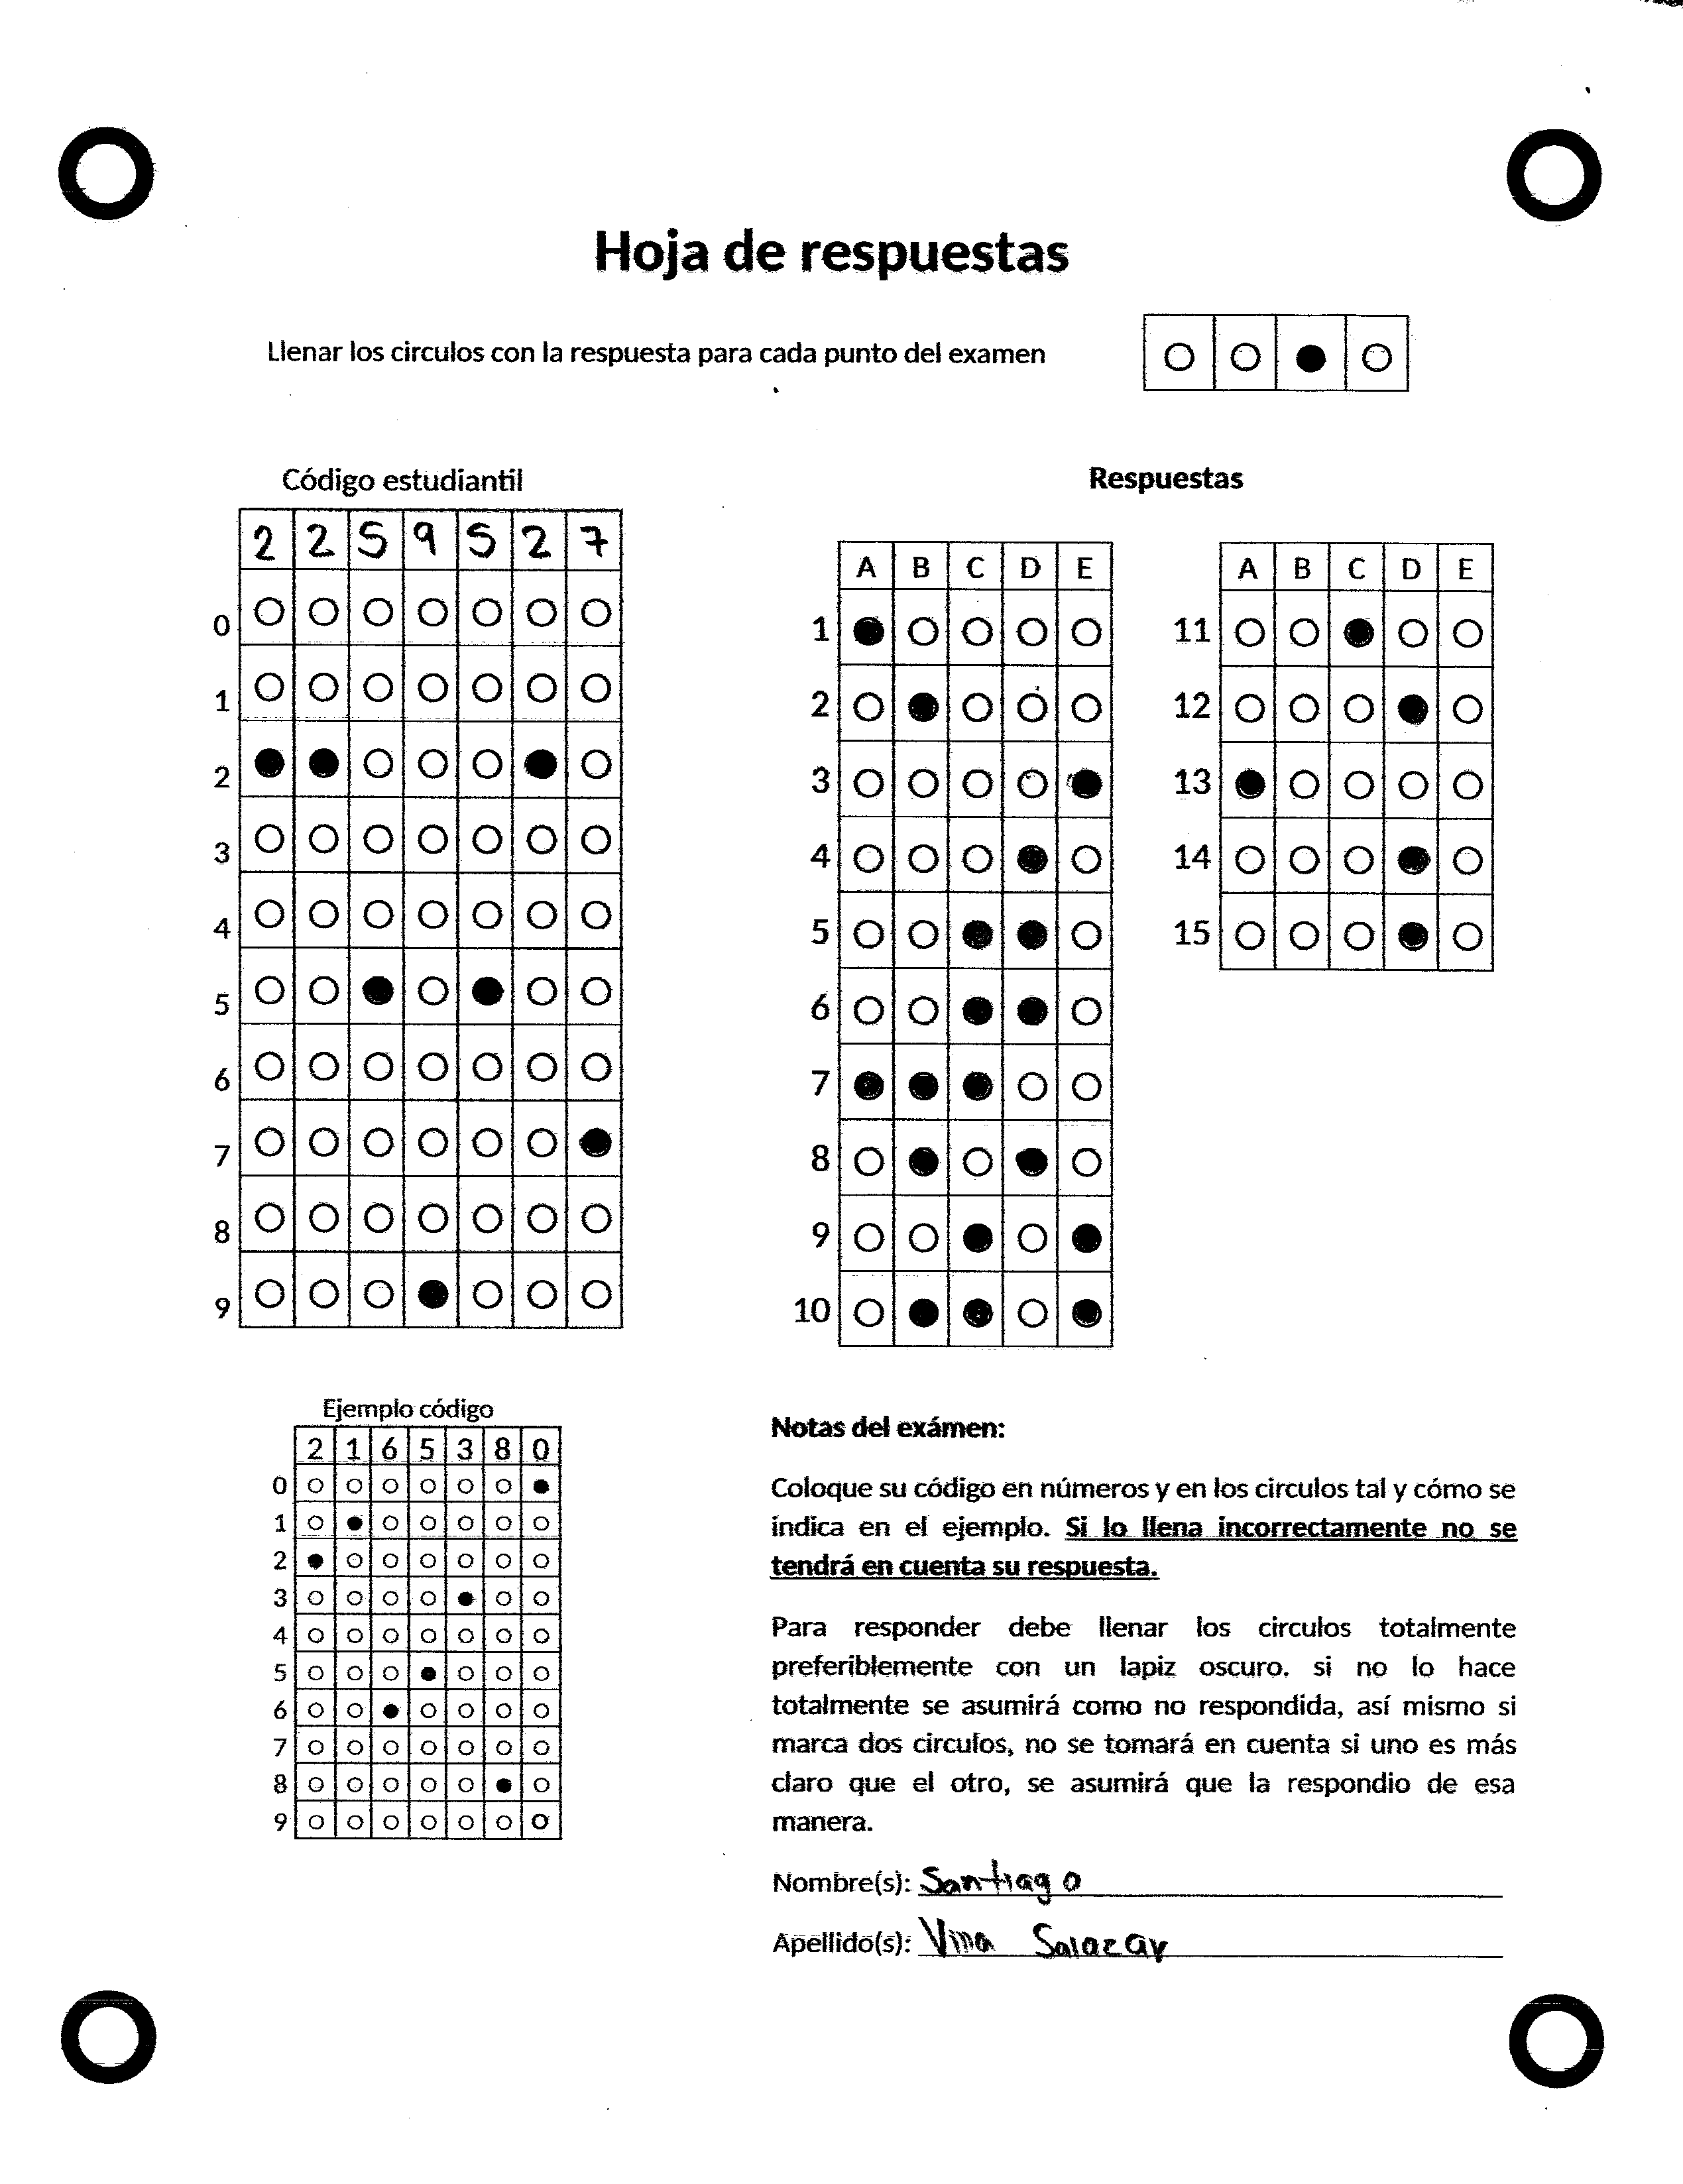 Hoja de respuestas
Llenar los circulos con la respuesta para cada punto del examen
Código estudiantil
2 2 5 9 5 2 7
0
1
2
3
4
5
6
7
8
9
Respuestas
A B C D E
1
2
3
4
5
6
7
8
9
10
A B C D E
11
12
13
14
15
Ejemplo código
2 1 6 5 3 8 0
0
1
2
3
4
5
6
7
8
9
Notas del exámen:
Coloque su código en números y en los circulos tal y cómo se
indica en el ejemplo. Si lo llena incorrectamente no se
tendrá en cuenta su respuesta.
Para responder debe llenar los circulos totalmente
preferiblemente con un lapiz oscuro. si no lo hace
totalmente se asumirá como no respondida, así mismo si
marca dos circulos, no se tomará en cuenta si uno es más
claro que el otro, se asumirá que la respondio de esa
manera.
Nombre(s): Santiago
Apellido(s): Salazar